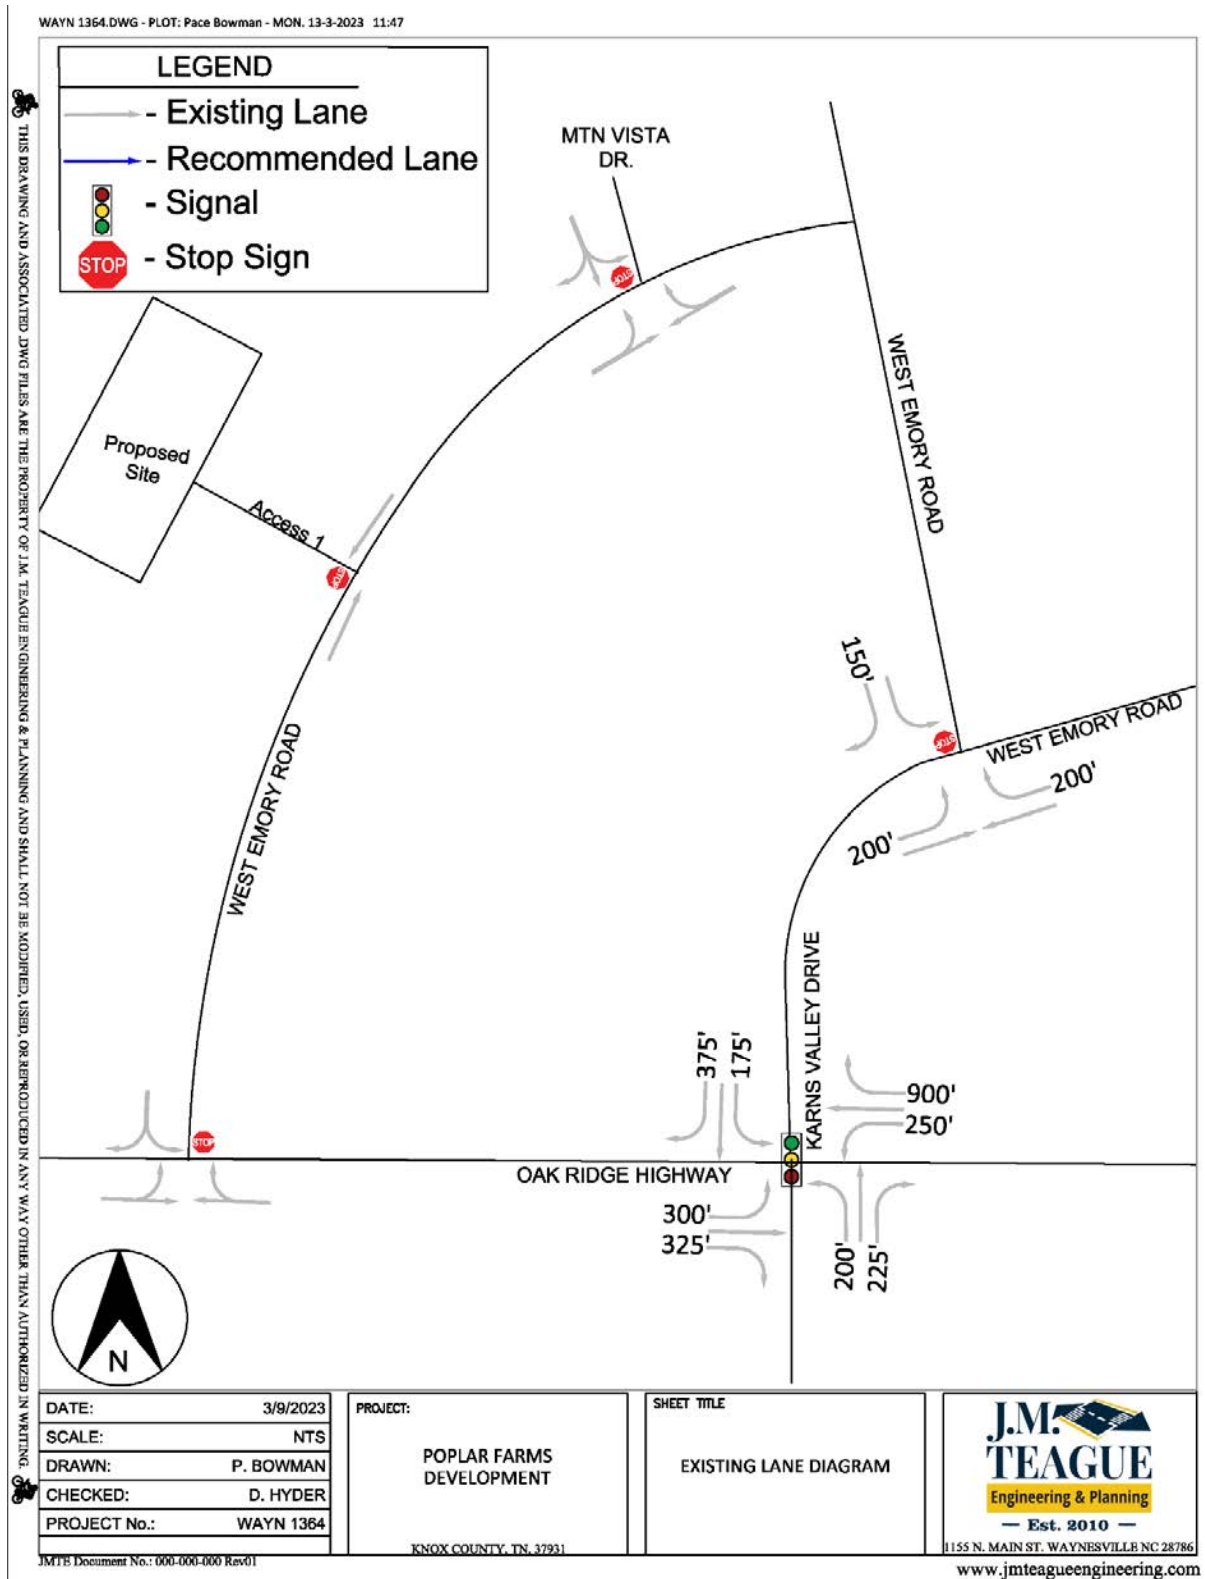 WAYN 1364.DWG - PLOT: Pace Bowman - MON. 13-3-2023 11:47
THIS DRAWING AND ASSOCIATED .DWG FILES ARE THE PROPERTY OF J.M. TEAGUE ENGINEERING & PLANNING AND SHALL NOT BE MODIFIED, USED, OR REPRODUCED IN ANY WAY OTHER THAN AUTHORIZED IN WRITING.
LEGEND
- Existing Lane
- Recommended Lane
- Signal
STOP - Stop Sign
MTN VISTA
DR.
STOP
WEST EMORY ROAD
Proposed
Site
Access 1
STOP
150'
STOP
WEST EMORY ROAD
200'
200'
WEST EMORY ROAD
KARNS VALLEY DRIVE
375'
175'
900'
250'
STOP
OAK RIDGE HIGHWAY
300'
325'
200'
225'
N
DATE: 3/9/2023
SCALE: NTS
DRAWN: P. BOWMAN
CHECKED: D. HYDER
PROJECT No.: WAYN 1364
JMTE Document No.: 000-000-000 Rev01
PROJECT:
POPLAR FARMS
DEVELOPMENT
KNOX COUNTY, TN, 37931
SHEET TITLE
EXISTING LANE DIAGRAM
J.M.
TEAGUE
Engineering & Planning
— Est. 2010 —
1155 N. MAIN ST. WAYNESVILLE NC 28786
www.jmteagueengineering.com